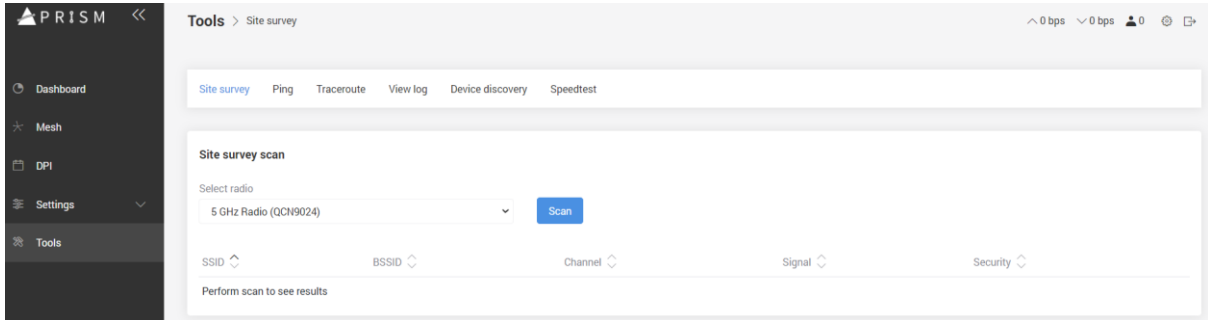 PRISM
Tools > Site survey
0 bps 0 bps 0
Dashboard
Mesh
DPI
Settings
Tools
Site survey Ping Traceroute View log Device discovery Speedtest
Site survey scan
Select radio
5 GHz Radio (QCN9024) Scan
SSID BSSID Channel Signal Security
Perform scan to see results